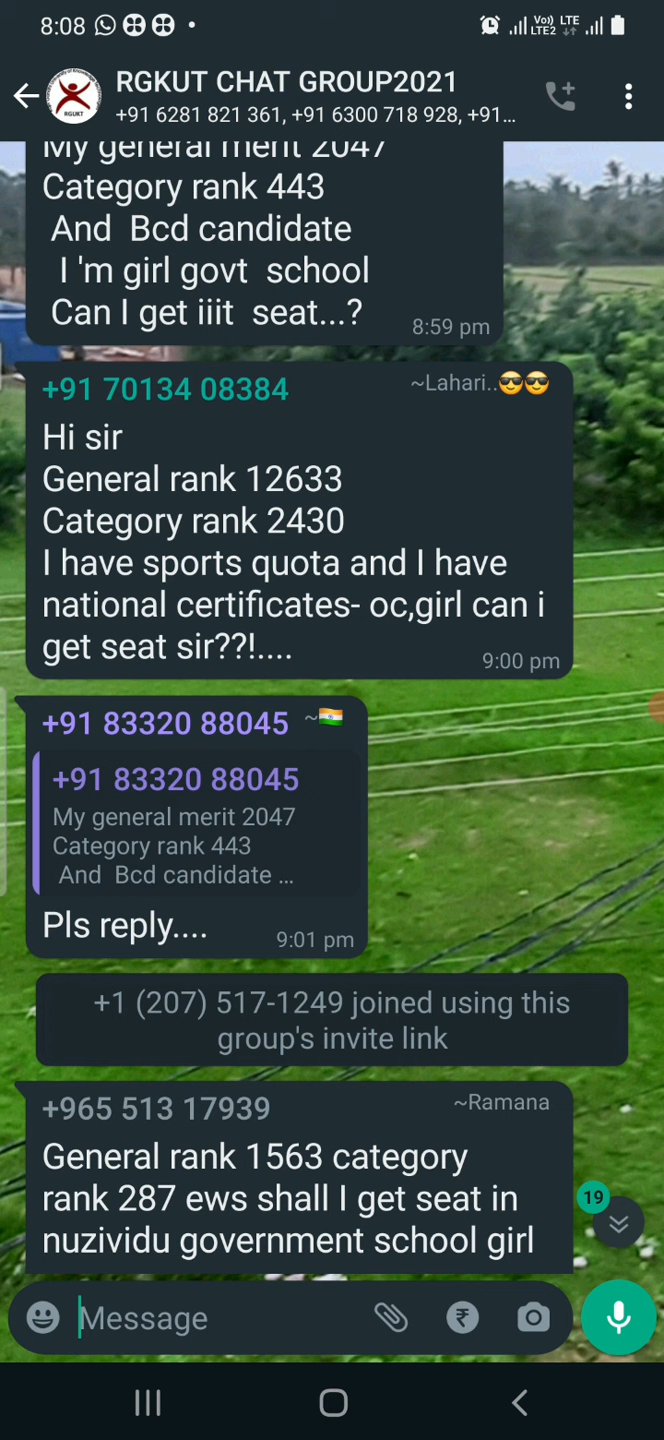 8:08
Vo)) LTE
LTE2
RGKUT CHAT GROUP2021
+91 6281 821 361, +91 6300 718 928, +91...
RGUKT
My general merit 2047
Category rank 443
And Bcd candidate
I 'm girl govt school
Can I get iiit seat...?
8:59 pm
+91 70134 08384
~Lahari..😎😎
Hi sir
General rank 12633
Category rank 2430
I have sports quota and I have
national certificates- oc,girl can i
get seat sir??!....
9:00 pm
+91 83320 88045 ~🇮🇳
+91 83320 88045
My general merit 2047
Category rank 443
And Bcd candidate ...
Pls reply....
9:01 pm
+1 (207) 517-1249 joined using this
group's invite link
+965 513 17939
~Ramana
General rank 1563 category
rank 287 ews shall I get seat in
nuzividu government school girl
19
Message